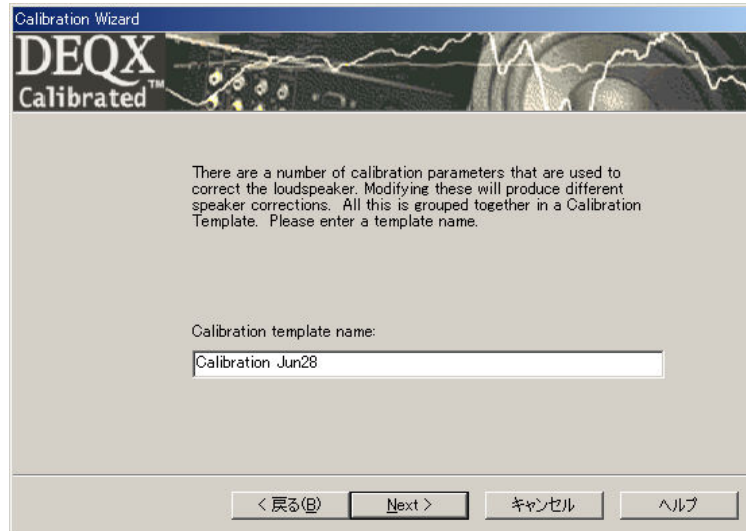 Calibration Wizard
DEQX
Calibrated™
There are a number of calibration parameters that are used to
correct the loudspeaker. Modifying these will produce different
speaker corrections. All this is grouped together in a Calibration
Template. Please enter a template name.
Calibration template name:
Calibration Jun28
< 戻る(B) Next > キャンセル ヘルプ